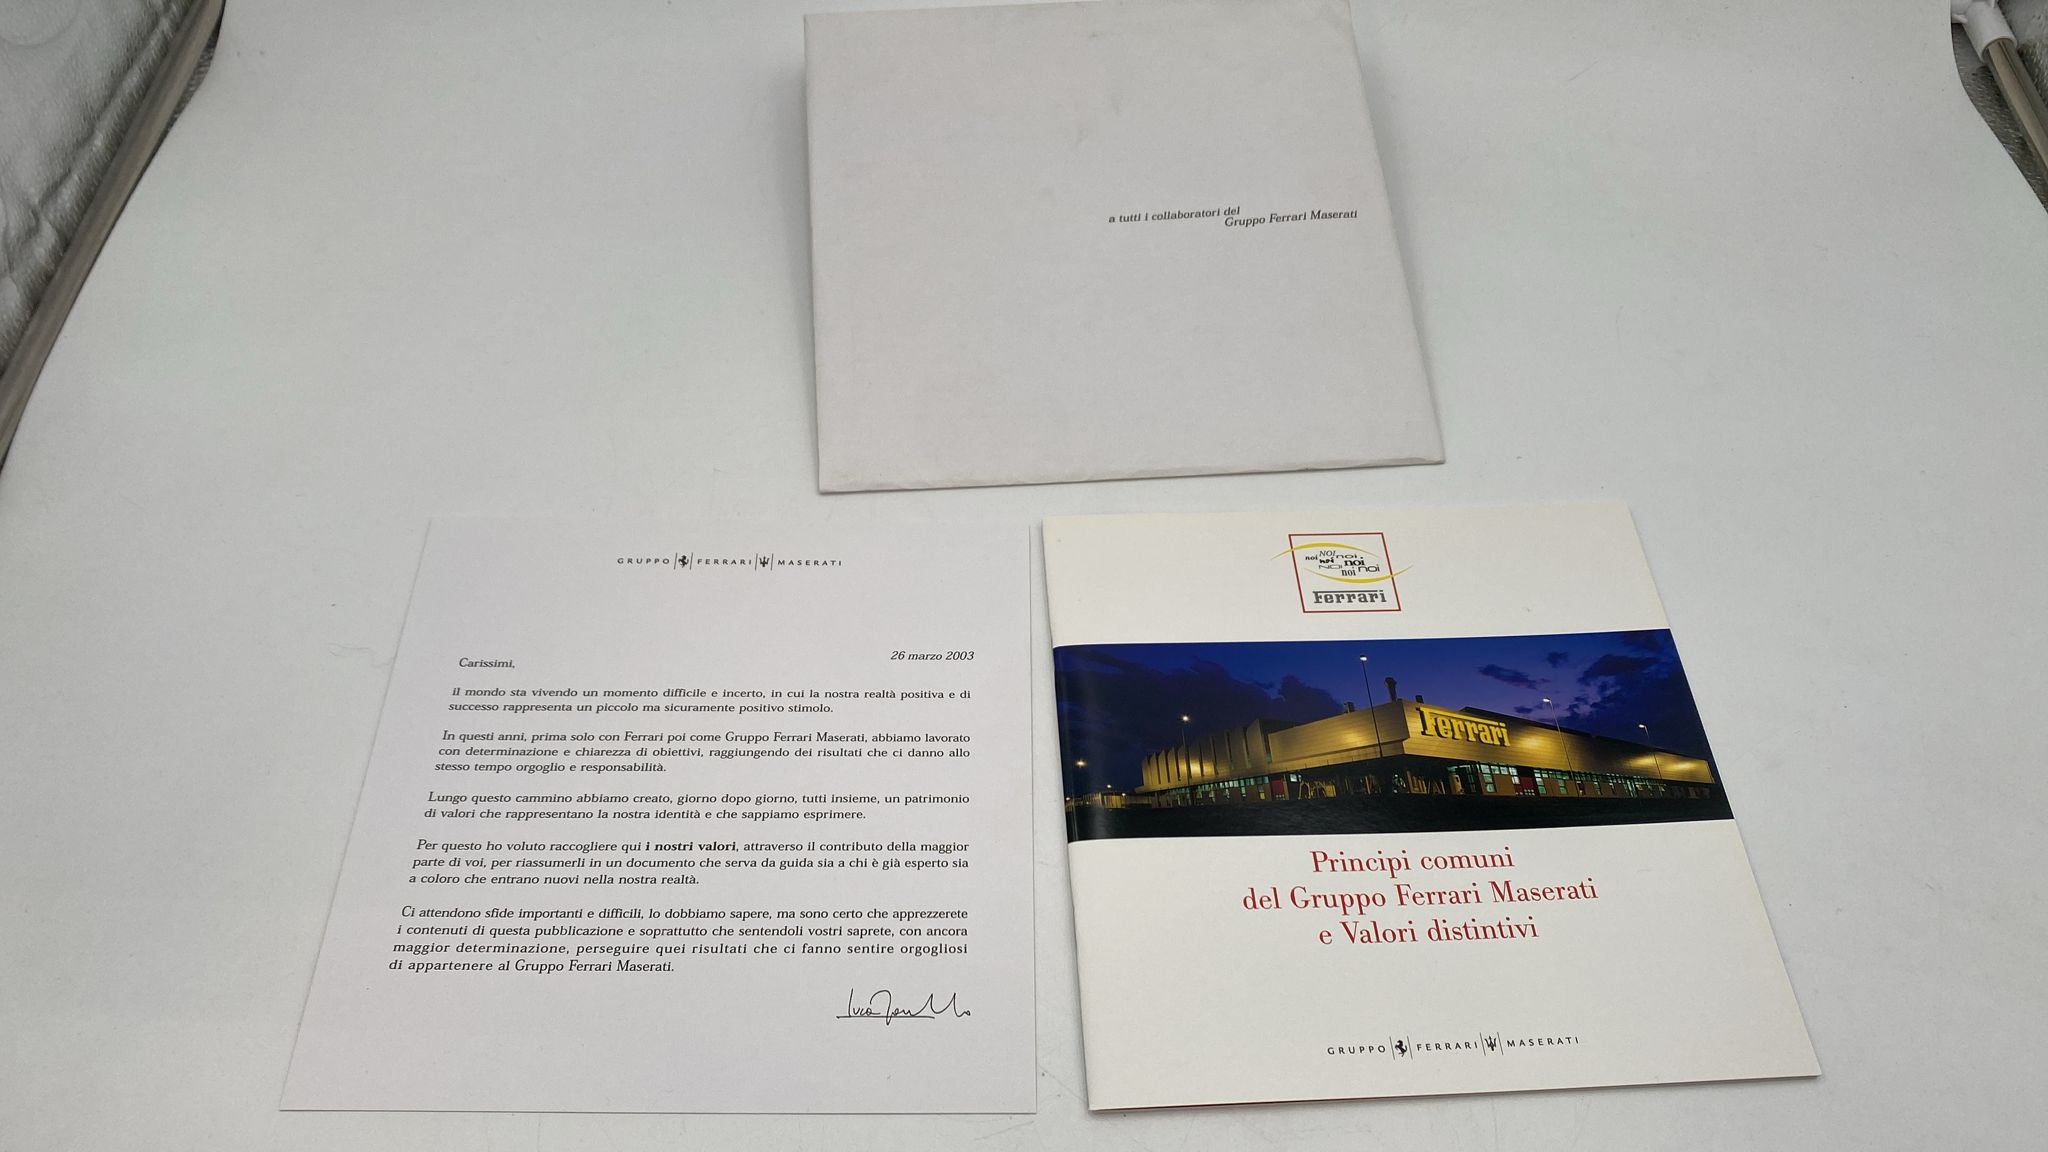 a tutti i collaboratori del
Gruppo Ferrari Maserati
GRUPPO FERRARI MASERATI
26 marzo 2003
Carissimi,
il mondo sta vivendo un momento difficile e incerto, in cui la nostra realtà positiva e di
successo rappresenta un piccolo ma sicuramente positivo stimolo.
In questi anni, prima solo con Ferrari poi come Gruppo Ferrari Maserati, abbiamo lavorato
con determinazione e chiarezza di obiettivi, raggiungendo dei risultati che ci danno allo
stesso tempo orgoglio e responsabilità.
Lungo questo cammino abbiamo creato, giorno dopo giorno, tutti insieme, un patrimonio
di valori che rappresentano la nostra identità e che sappiamo esprimere.
Per questo ho voluto raccogliere qui i nostri valori, attraverso il contributo della maggior
parte di voi, per riassumerli in un documento che serva da guida sia a chi è già esperto sia
a coloro che entrano nuovi nella nostra realtà.
Ci attendono sfide importanti e difficili, lo dobbiamo sapere, ma sono certo che apprezzerete
i contenuti di questa pubblicazione e soprattutto che sentendoli vostri saprete, con ancora
maggior determinazione, perseguire quei risultati che ci fanno sentire orgogliosi
di appartenere al Gruppo Ferrari Maserati.
NOI
noi noi noi
noi noi
NOI noi noi
Ferrari
Ferrari
Principi comuni
del Gruppo Ferrari Maserati
e Valori distintivi
GRUPPO FERRARI MASERATI